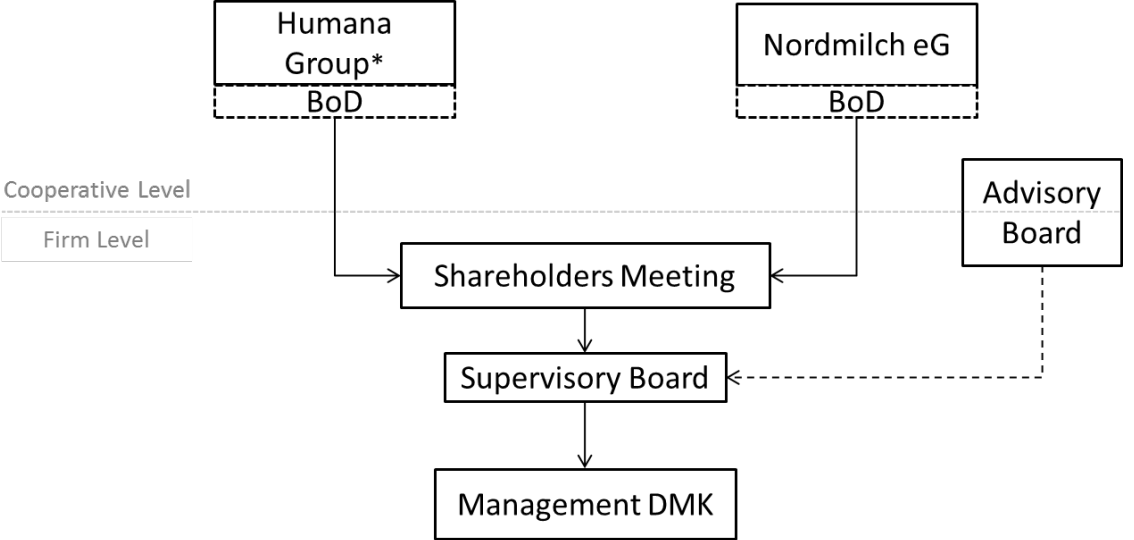 Humana
Group*
BoD
Nordmilch eG
BoD
Cooperative Level
Firm Level
Advisory
Board
Shareholders Meeting
Supervisory Board
Management DMK